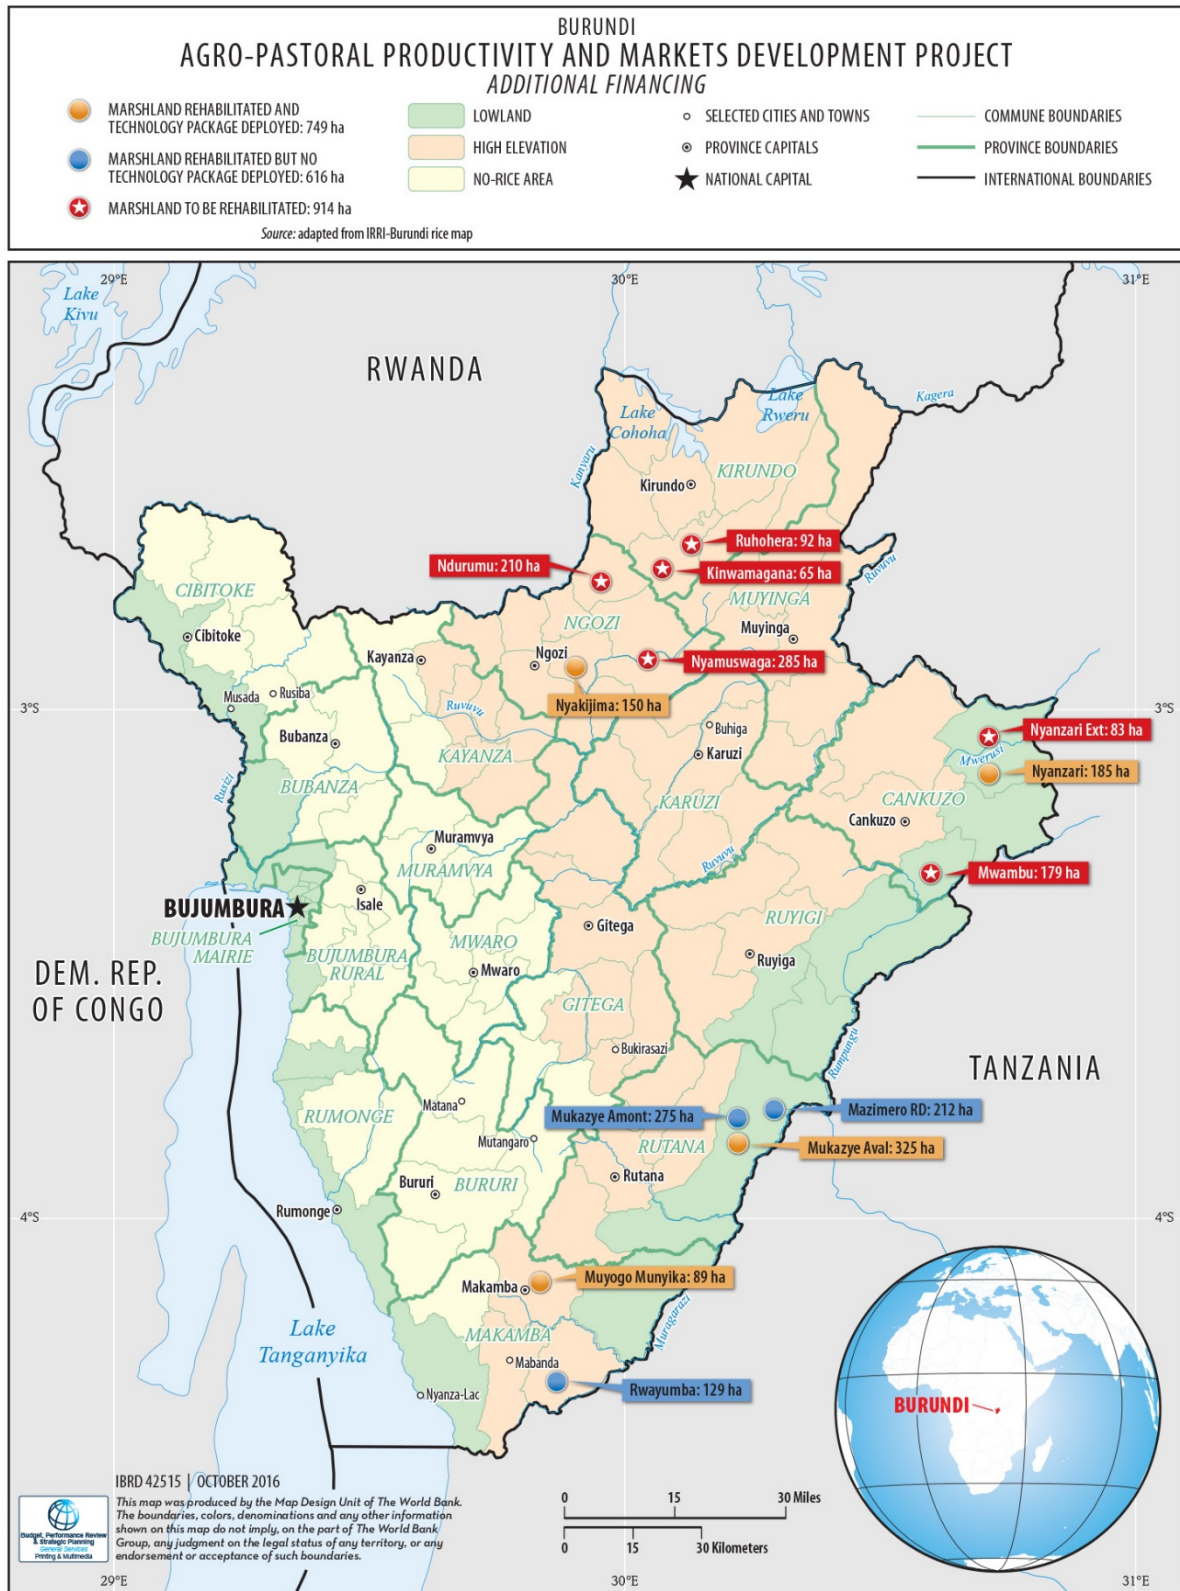 BURUNDI
AGRO-PASTORAL PRODUCTIVITY AND MARKETS DEVELOPMENT PROJECT
ADDITIONAL FINANCING
MARSHLAND REHABILITATED AND
TECHNOLOGY PACKAGE DEPLOYED: 749 ha
MARSHLAND REHABILITATED BUT NO
TECHNOLOGY PACKAGE DEPLOYED: 616 ha
MARSHLAND TO BE REHABILITATED: 914 ha
Source: adapted from IRRI-Burundi rice map
LOWLAND
HIGH ELEVATION
NO-RICE AREA
SELECTED CITIES AND TOWNS
PROVINCE CAPITALS
NATIONAL CAPITAL
COMMUNE BOUNDARIES
PROVINCE BOUNDARIES
INTERNATIONAL BOUNDARIES
29°E
30°E
31°E
Lake
Kivu
RWANDA
Lake
Cohoha
Lake
Rweru
Kagera
Kanyaru
KIRUNDO
Kirundo
Ruhohera: 92 ha
Ndurumu: 210 ha
Kinwamagana: 65 ha
Ruvuvu
CIBITOKE
MUYINGA
NGOZI
Cibitoke
Muyinga
Kayanza
Ngozi
Nyamuswaga: 285 ha
Musada
Rusiba
Nyakijima: 150 ha
3°S
3°S
Ruvuvu
Buhiga
Nyanzari Ext: 83 ha
Bubanza
Karuzi
Mwerusi
KAYANZA
Nyanzari: 185 ha
Rusizi
BUBANZA
KARUZI
CANKUZO
Cankuzo
Muramvya
MURAMVYA
Ruvuvu
Mwambu: 179 ha
Isale
BUJUMBURA
BUJUMBURA
MAIRIE
Gitega
RUYIGI
BUJUMBURA
RURAL
MWARO
Mwaro
Ruyiga
DEM. REP.
OF CONGO
GITEGA
Bukirasazi
Rumpungu
TANZANIA
RUMONGE
Matana
Mukazye Amont: 275 ha
Mazimero RD: 212 ha
Mutangaro
RUTANA
Mukazye Aval: 325 ha
Bururi
BURURI
Rutana
Rumonge
4°S
4°S
Makamba
Muyogo Munyika: 89 ha
Muragarazi
Lake
Tanganyika
MAKAMBA
Mabanda
Nyanza-Lac
Rwayumba: 129 ha
BURUNDI
IBRD 42515 | OCTOBER 2016
This map was produced by the Map Design Unit of The World Bank.
The boundaries, colors, denominations and any other information
shown on this map do not imply, on the part of The World Bank
Group, any judgment on the legal status of any territory, or any
endorsement or acceptance of such boundaries.
Budget, Performance Review
& Strategic Planning
General Services
Printing & Multimedia
0 15 30 Miles
0 15 30 Kilometers
29°E
30°E
31°E